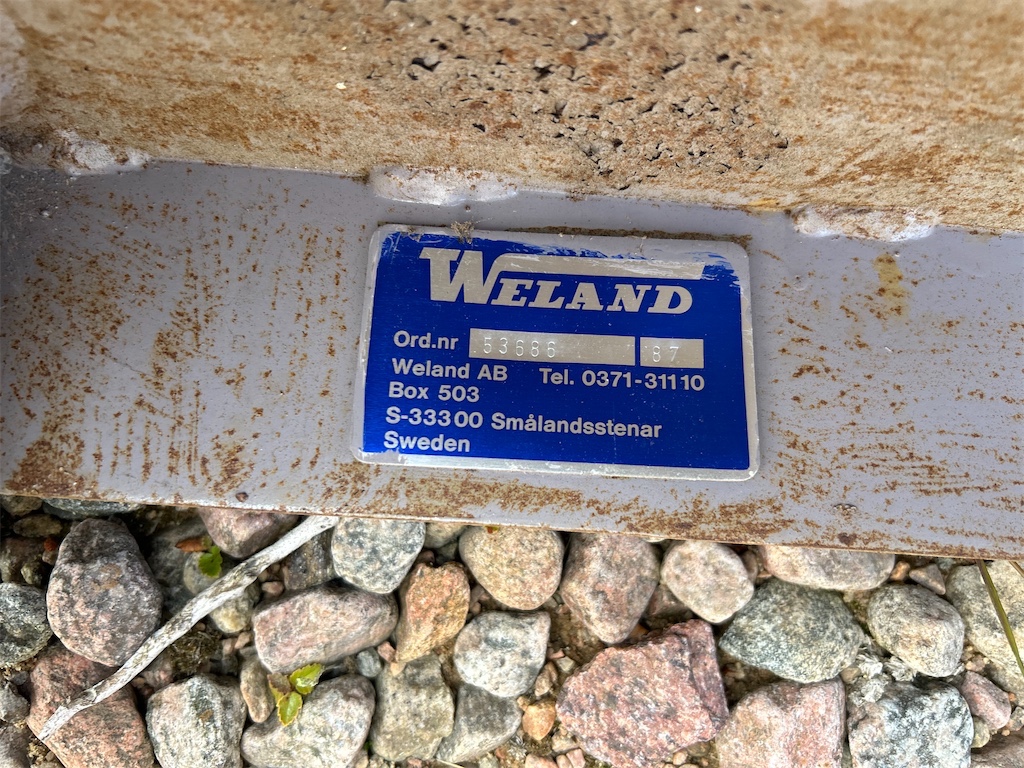 WELAND
Ord.nr 53686 87
Weland AB Tel. 0371-31110
Box 503
S-33300 Smålandsstenar
Sweden